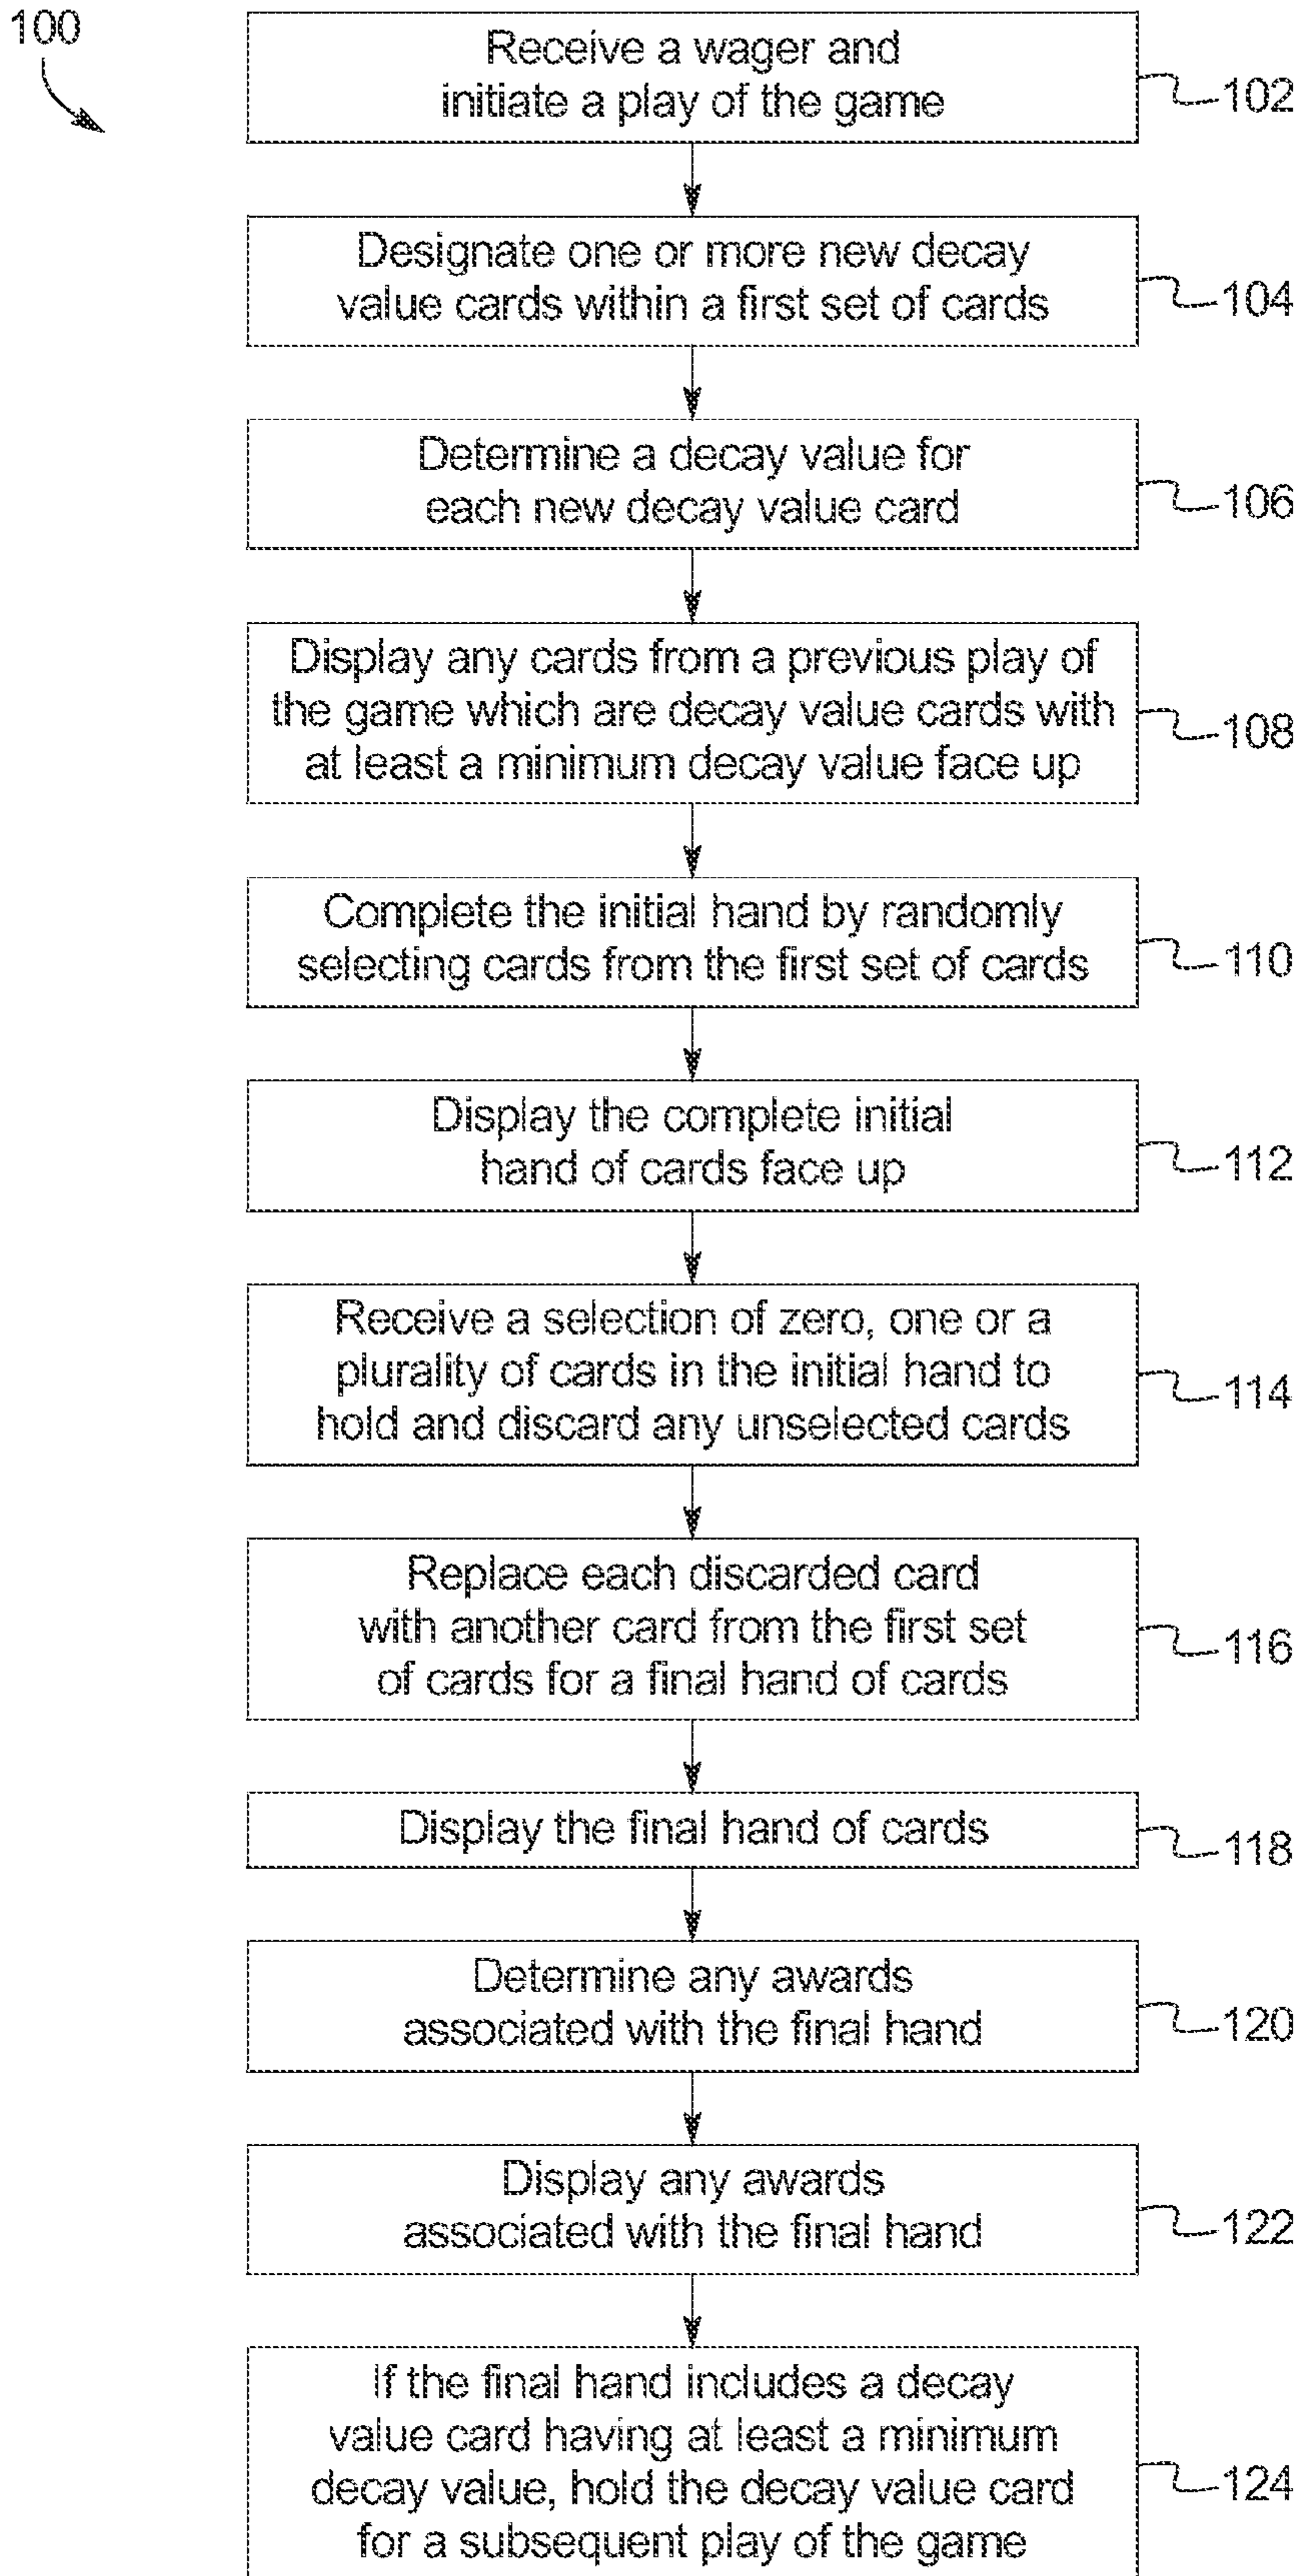 100
Receive a wager and
initiate a play of the game
102
Designate one or more new decay
value cards within a first set of cards
104
Determine a decay value for
each new decay value card
106
Display any cards from a previous play of
the game which are decay value cards with
at least a minimum decay value face up
108
Complete the initial hand by randomly
selecting cards from the first set of cards
110
Display the complete initial
hand of cards face up
112
Receive a selection of zero, one or a
plurality of cards in the initial hand to
hold and discard any unselected cards
114
Replace each discarded card
with another card from the first set
of cards for a final hand of cards
116
Display the final hand of cards
118
Determine any awards
associated with the final hand
120
Display any awards
associated with the final hand
122
If the final hand includes a decay
value card having at least a minimum
decay value, hold the decay value card
for a subsequent play of the game
124